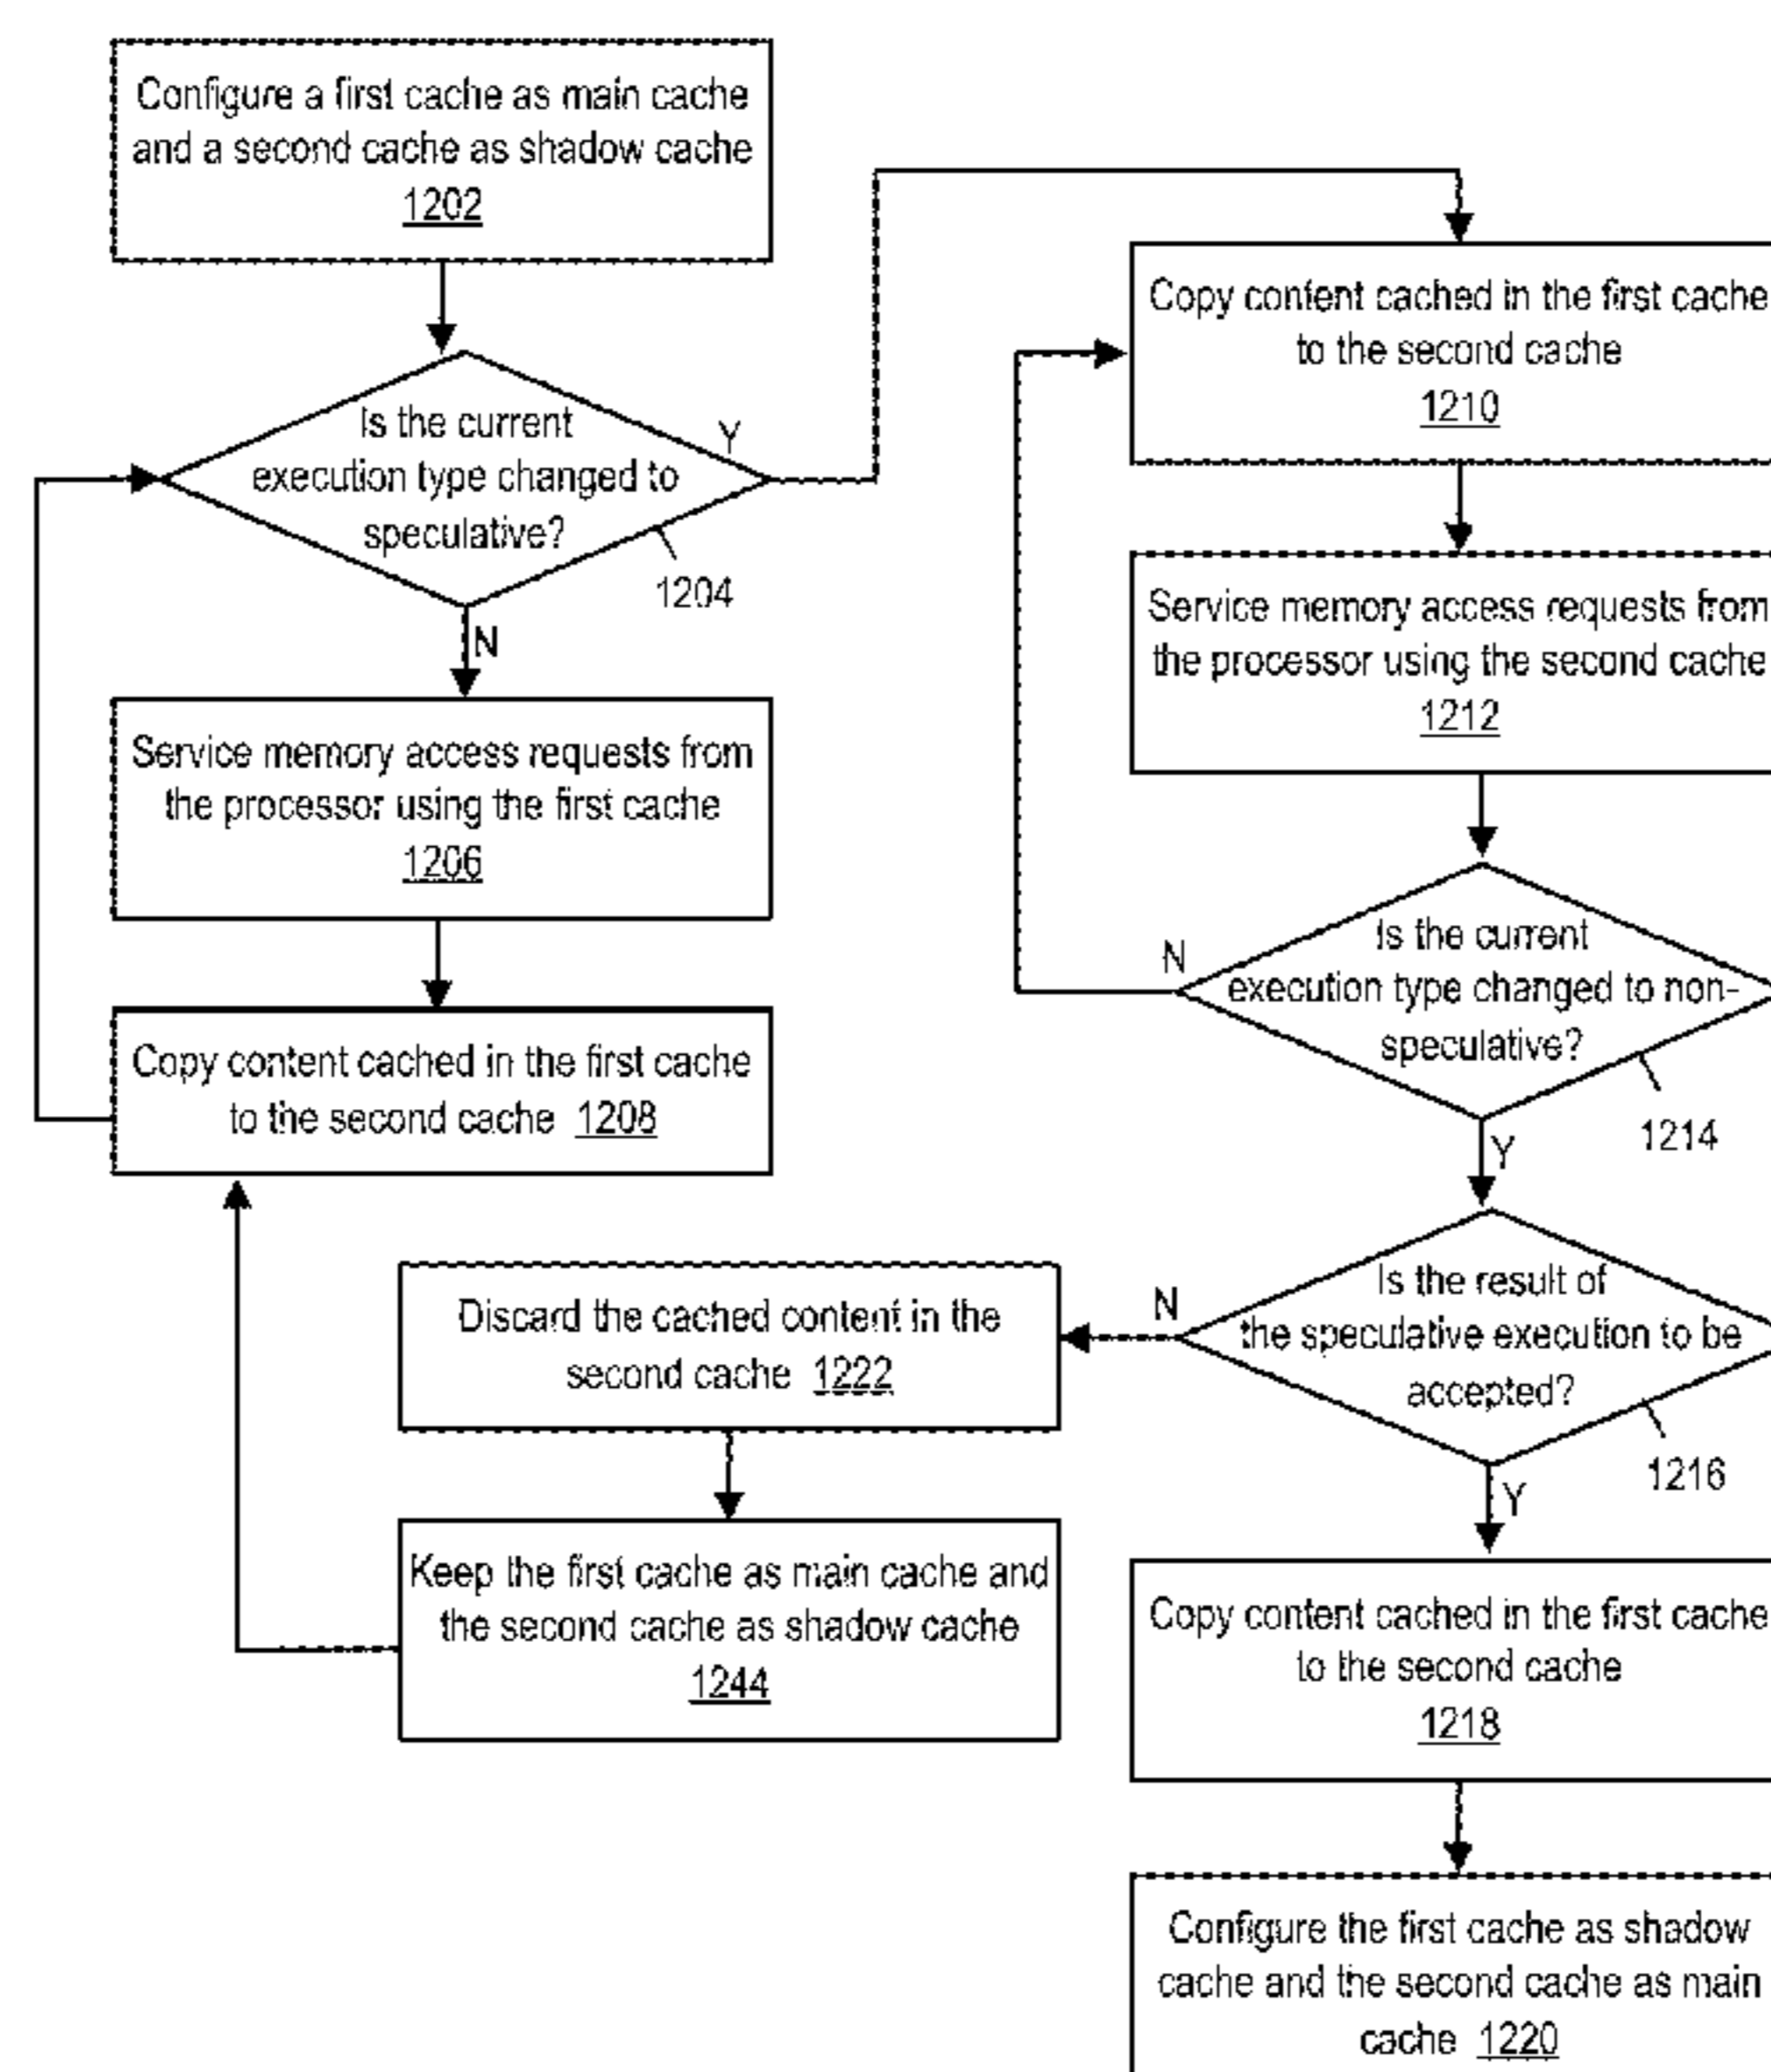 Configure a first cache as main cache
and a second cache as shadow cache
1202
Is the current
execution type changed to
speculative?
Y
1204
N
Service memory access requests from
the processor using the first cache
1206
Copy content cached in the first cache
to the second cache 1208
Copy content cached in the first cache
to the second cache
1210
Service memory access requests from
the processor using the second cache
1212
Is the current
execution type changed to non-
speculative?
N
1214
Y
Is the result of
the speculative execution to be
accepted?
N
1216
Y
Discard the cached content in the
second cache 1222
Keep the first cache as main cache and
the second cache as shadow cache
1244
Copy content cached in the first cache
to the second cache
1218
Configure the first cache as shadow
cache and the second cache as main
cache 1220